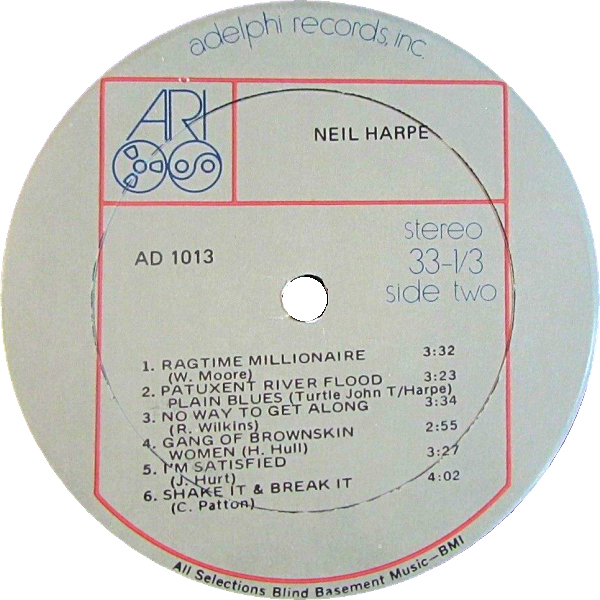 adelphi records, inc.
ARI
NEIL HARPE
stereo
AD 1013
33-1/3
side two
1. RAGTIME MILLIONAIRE 3:32
(W. Moore)
2. PATUXENT RIVER FLOOD 3:23
PLAIN BLUES (Turtle John T/Harpe)
3. NO WAY TO GET ALONG 3:34
(R. Wilkins)
4. GANG OF BROWNSKIN 2:55
WOMEN (H. Hull)
5. I'M SATISFIED 3:27
(J. Hurt)
6. SHAKE IT & BREAK IT 4:02
(C. Patton)
All Selections Blind Basement Music—BMI